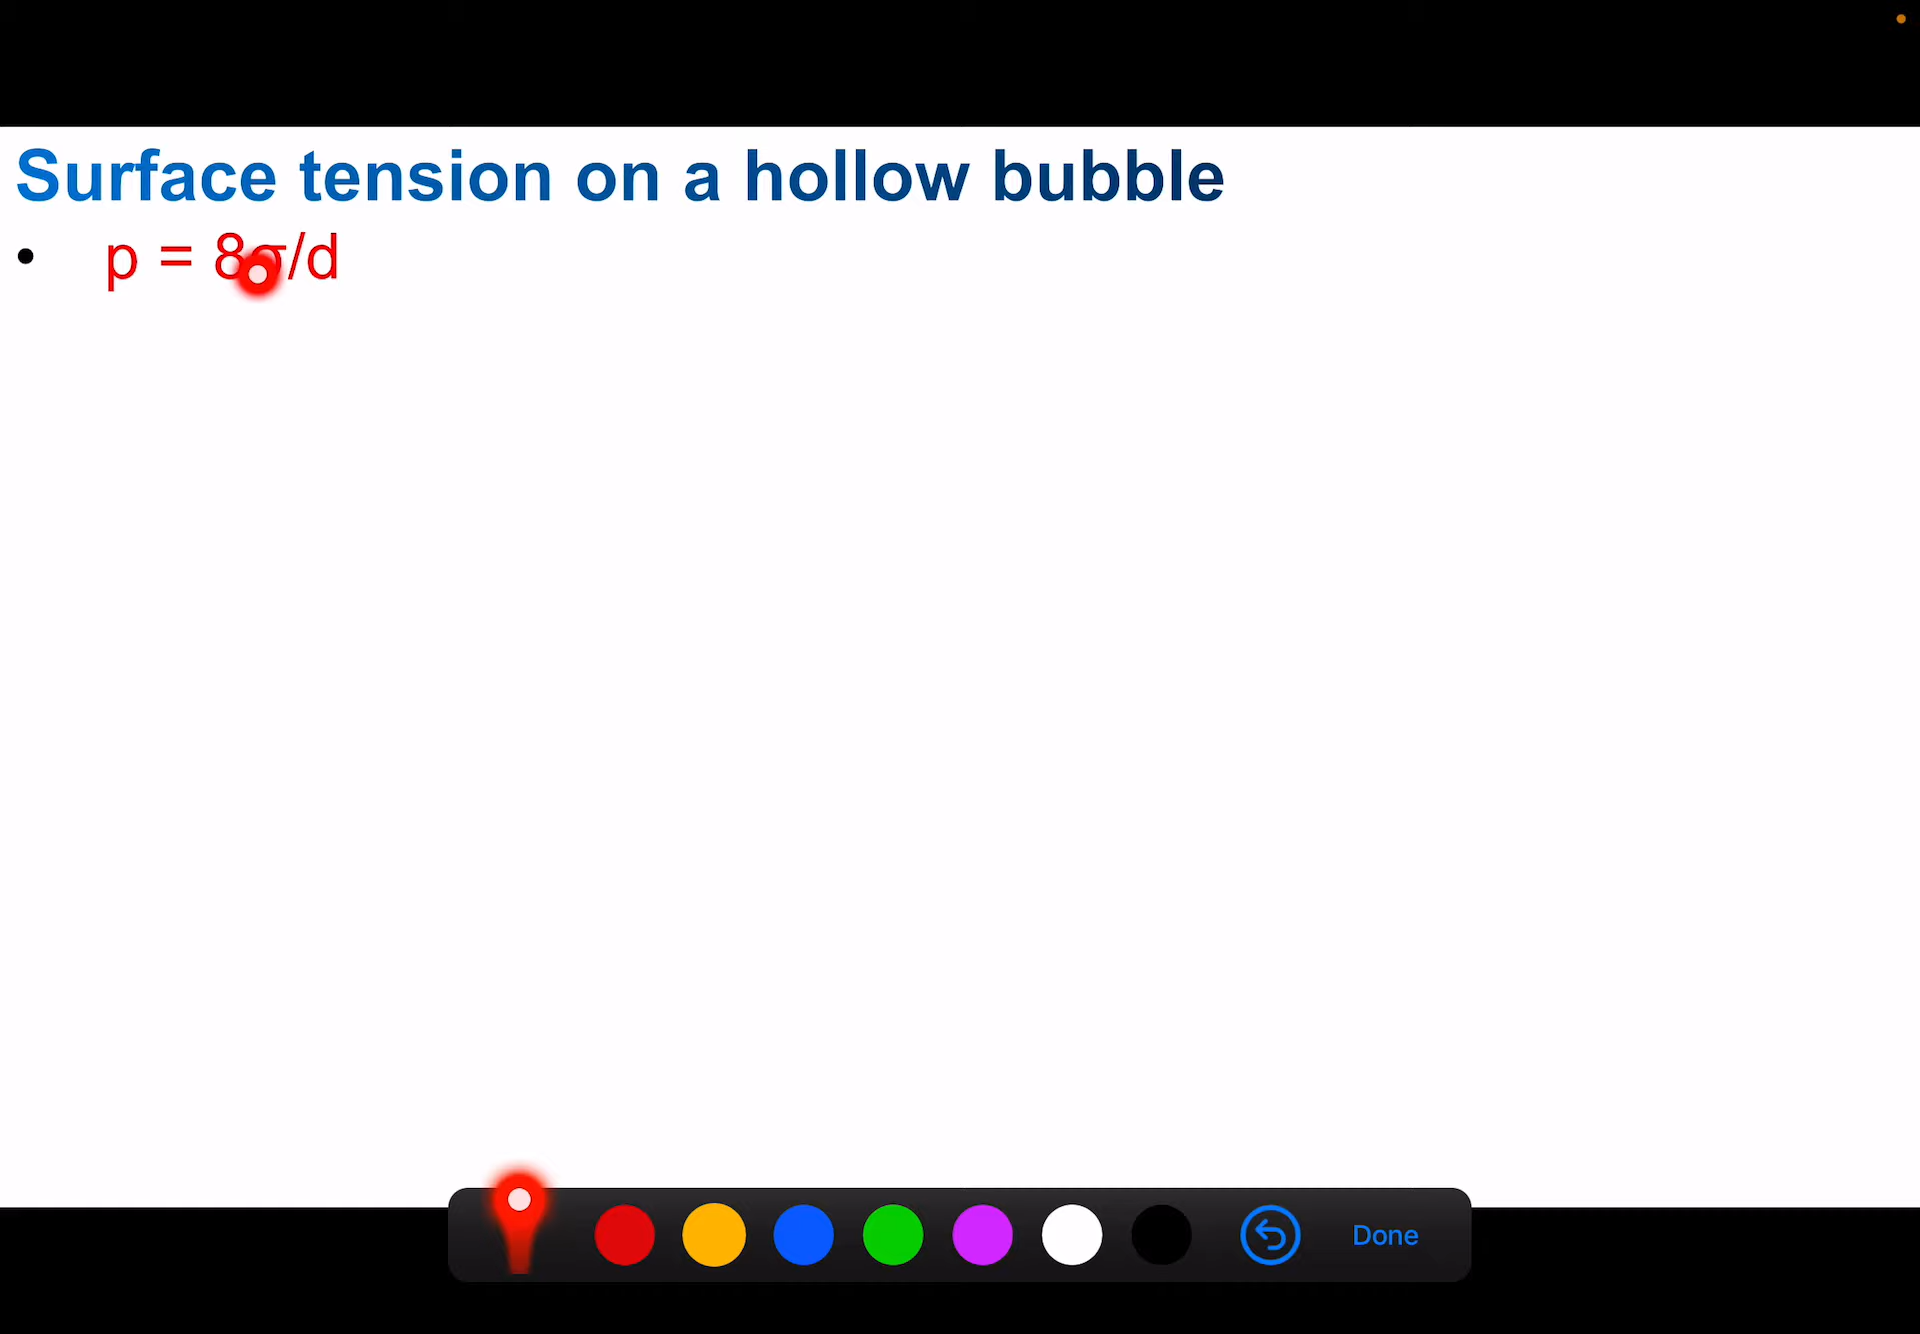 Surface tension on a hollow bubble
• p = 8σ/d
Done